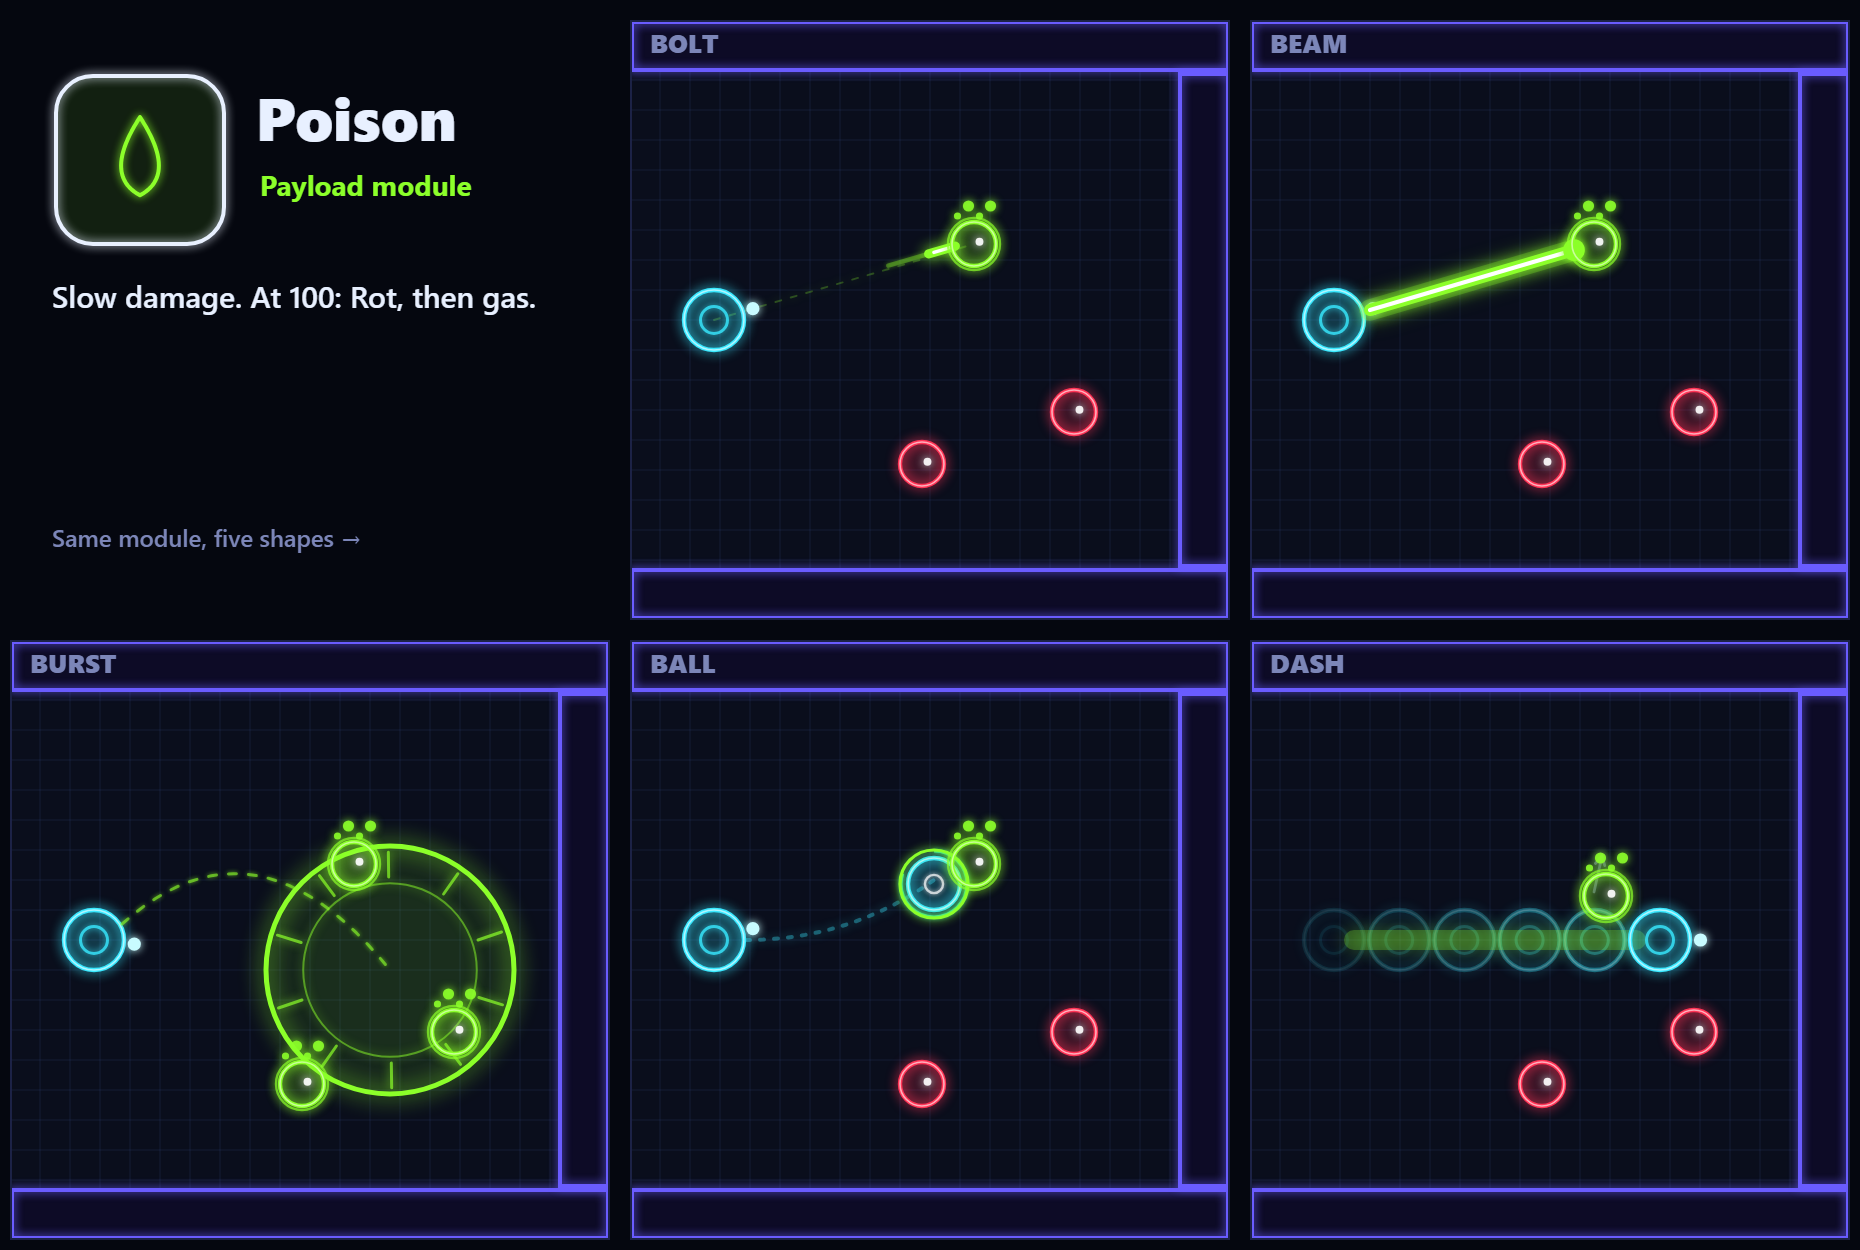 Poison
Payload module
Slow damage. At 100: Rot, then gas.
Same module, five shapes →
BOLT
BEAM
BURST
BALL
DASH